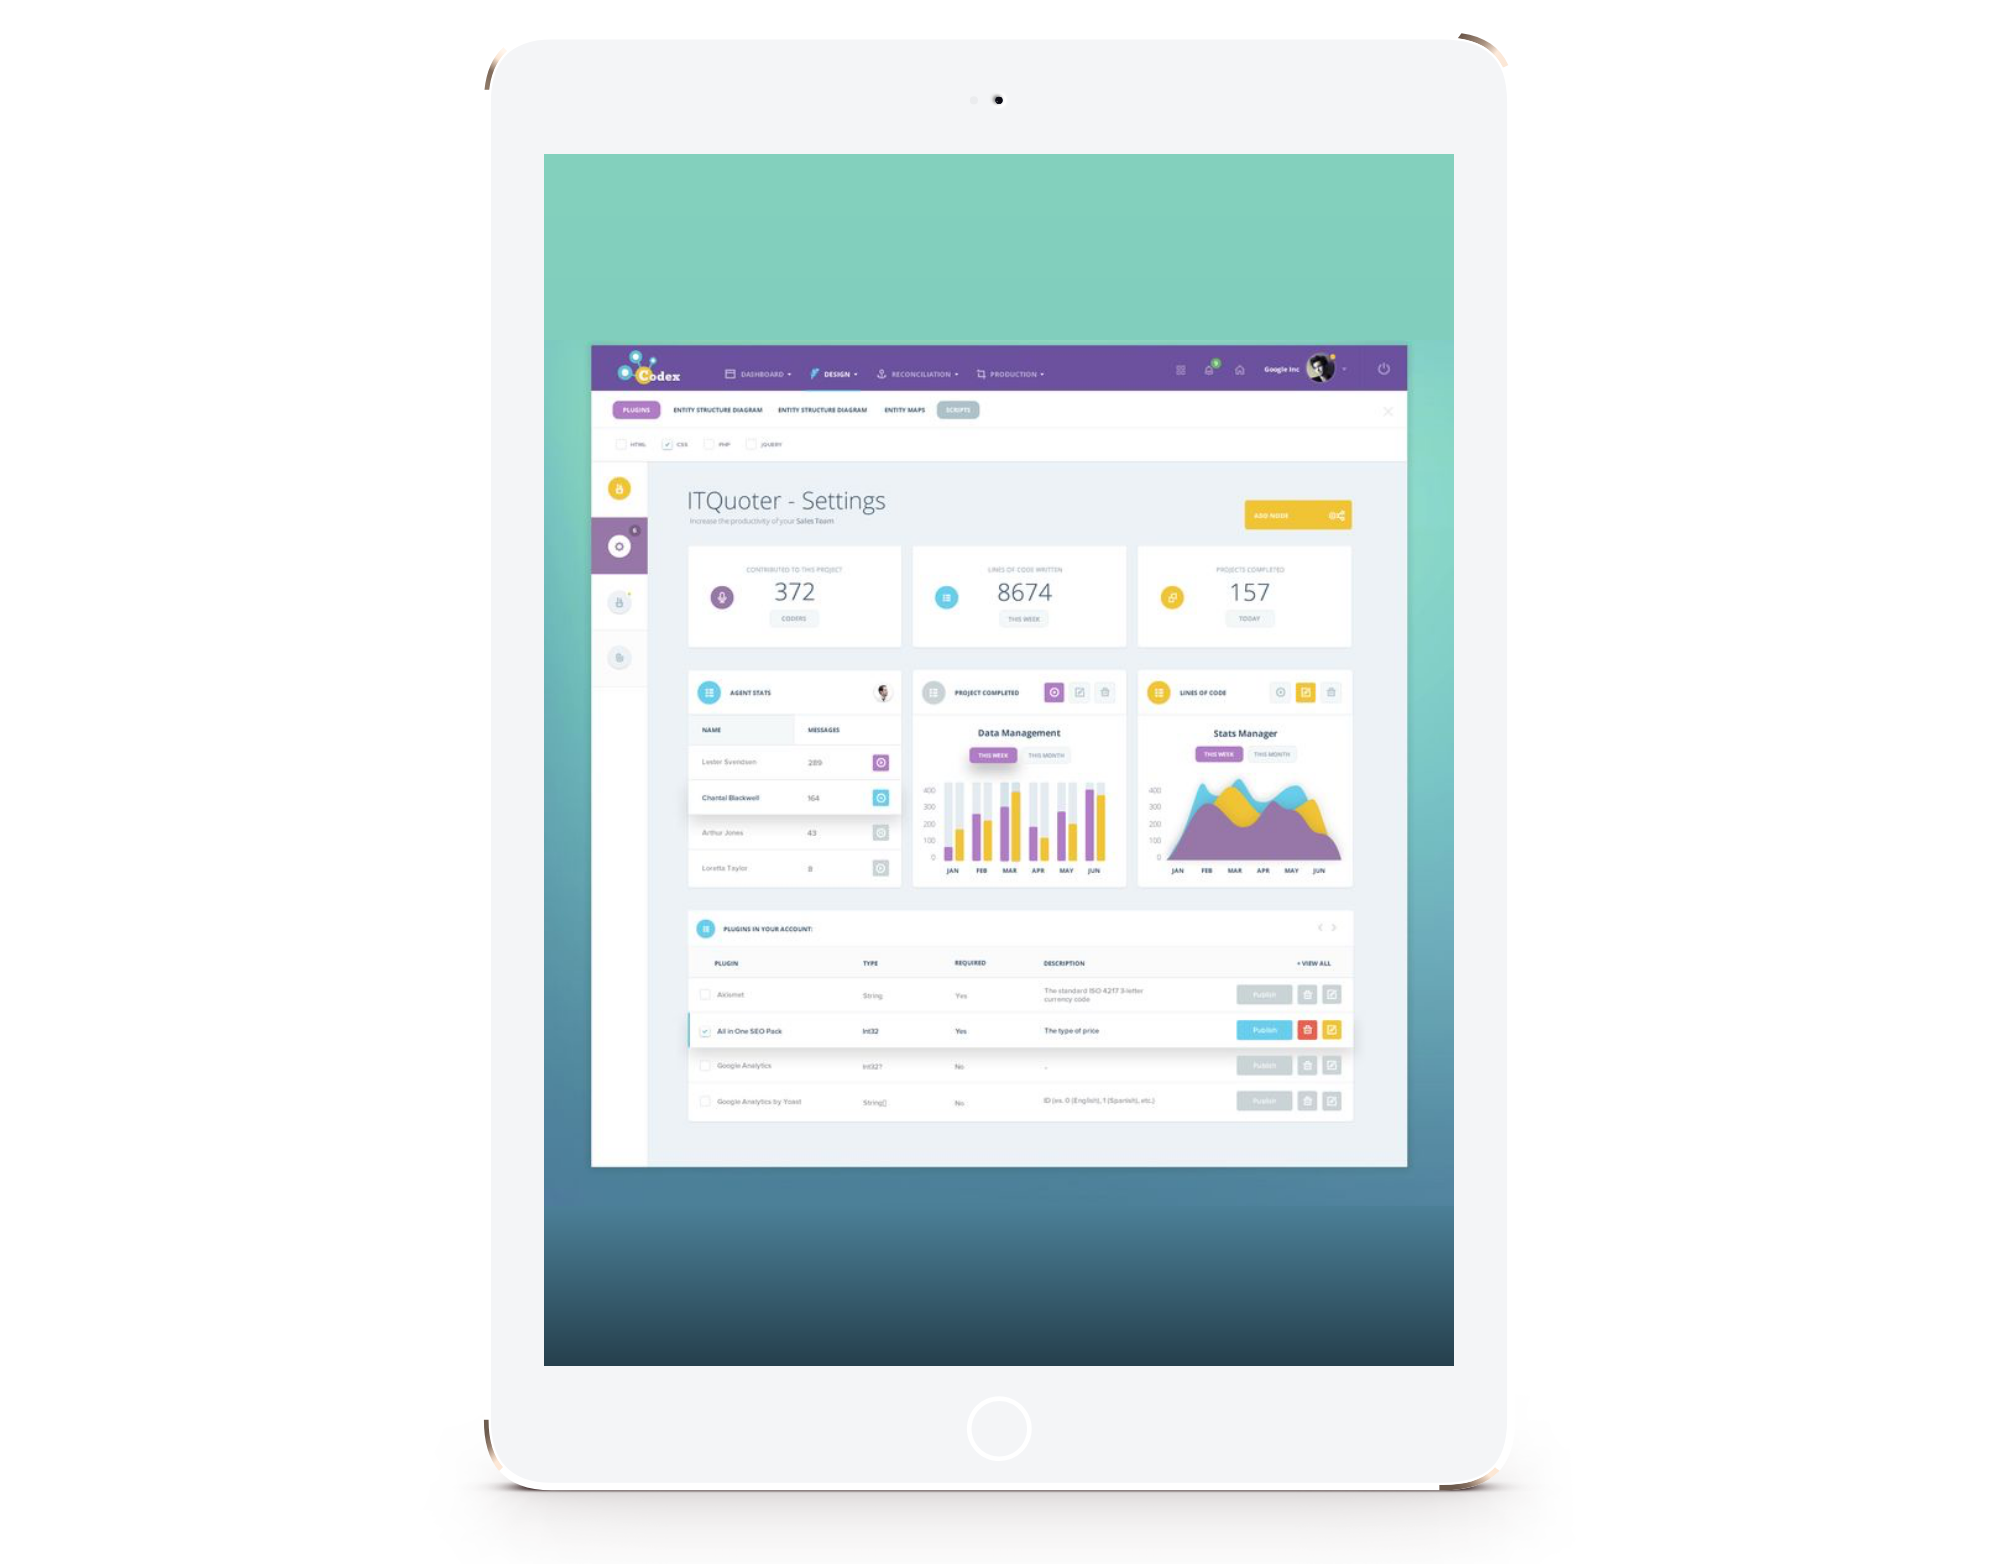 Codex
DASHBOARD
DESIGN
RECONCILIATION
PRODUCTION
Google Inc
PLUGINS
ENTITY STRUCTURE DIAGRAM
ENTITY STRUCTURE DIAGRAM
ENTITY MAPS
SCRIPTS
HTML
CSS
PHP
JQUERY
6
ITQuoter - Settings
Increase the productivity of your Sales Team
ADD NODE
CONTRIBUTED TO THIS PROJECT
372
CODERS
LINES OF CODE WRITTEN
8674
THIS WEEK
PROJECTS COMPLETED
157
TODAY
AGENT STATS
NAME MESSAGES
Lester Svendsen 289
Chantal Blackwell 164
Arthur Jones 43
Loretta Taylor 8
PROJECT COMPLETED
Data Management
THIS WEEK THIS MONTH
400
300
200
100
0
JAN FEB MAR APR MAY JUN
LINES OF CODE
Stats Manager
THIS WEEK THIS MONTH
400
300
200
100
0
JAN FEB MAR APR MAY JUN
PLUGINS IN YOUR ACCOUNT:
PLUGIN TYPE REQUIRED DESCRIPTION + VIEW ALL
Axismet String Yes The standard ISO 4217 3-letter
currency code
Publish
All in One SEO Pack Int32 Yes The type of price Publish
Google Analytics Int32? No - Publish
Google Analytics by Yoast String[] No ID (ex. 0 (English), 1 (Spanish), etc.) Publish